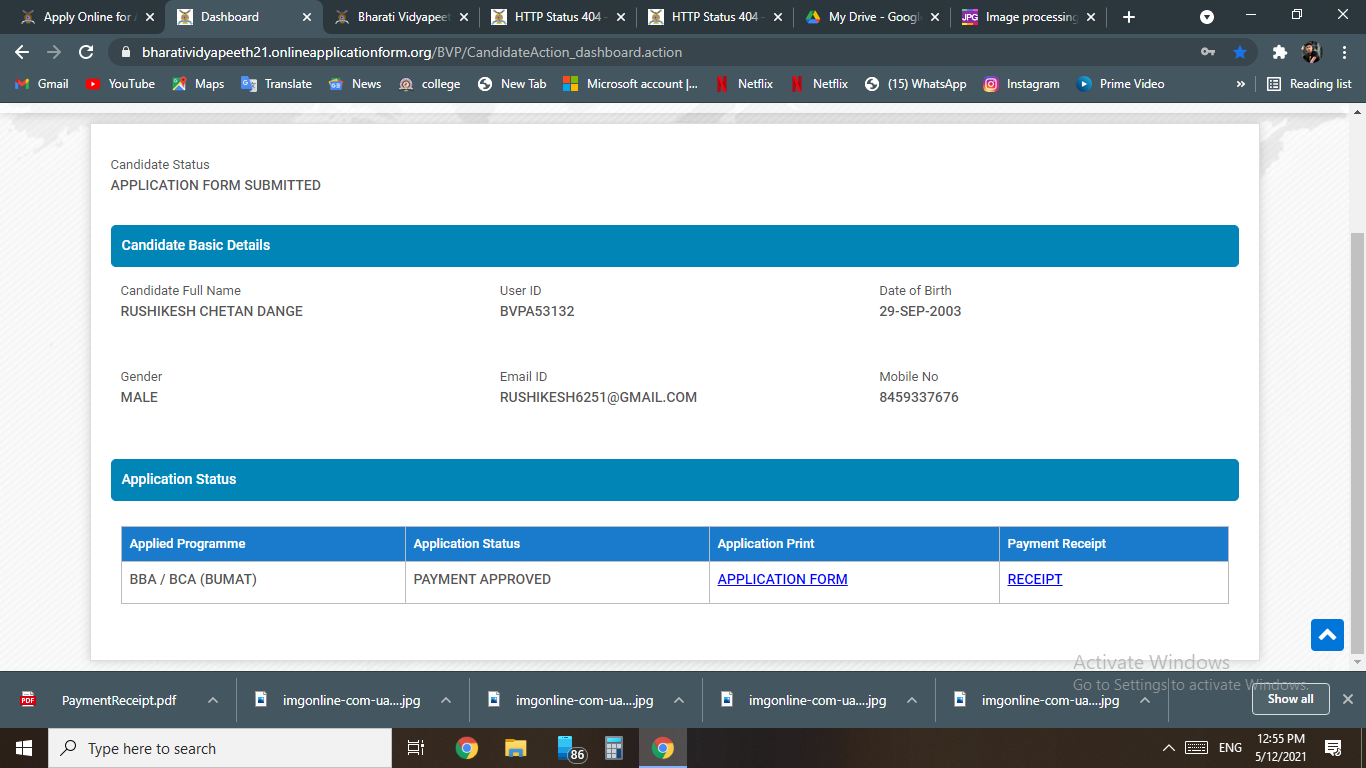 Apply Online for
Dashboard
Bharati Vidyapeet
HTTP Status 404
HTTP Status 404
My Drive - Googl
JPG Image processing
bharatividyapeeth21.onlineapplicationform.org/BVP/CandidateAction_dashboard.action
Gmail YouTube Maps Translate News college New Tab Microsoft account |... Netflix Netflix (15) WhatsApp Instagram Prime Video » Reading list
Candidate Status
APPLICATION FORM SUBMITTED
Candidate Basic Details
Candidate Full Name User ID Date of Birth
RUSHIKESH CHETAN DANGE BVPA53132 29-SEP-2003
Gender Email ID Mobile No
MALE RUSHIKESH6251@GMAIL.COM 8459337676
Application Status
Applied Programme Application Status Application Print Payment Receipt
BBA / BCA (BUMAT) PAYMENT APPROVED APPLICATION FORM RECEIPT
Activate Windows
Go to Settings to activate Windows.
PDF PaymentReceipt.pdf imgonline-com-ua....jpg imgonline-com-ua....jpg imgonline-com-ua....jpg imgonline-com-ua....jpg Show all
Type here to search
86
ENG
12:55 PM
5/12/2021